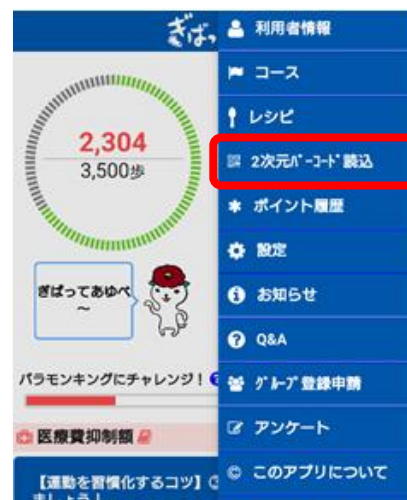 ぎばっ
2,304
3,500歩
ぎばってあゆべ
～
バラモンキングにチャレンジ！
医療費抑制額
【運動を習慣化するコツ】
ましょう！
利用者情報
コース
レシピ
2次元ﾊﾞｰｺｰﾄﾞ読込
ポイント履歴
設定
お知らせ
Q&A
ｸﾞﾙｰﾌﾟ登録申請
アンケート
このアプリについて